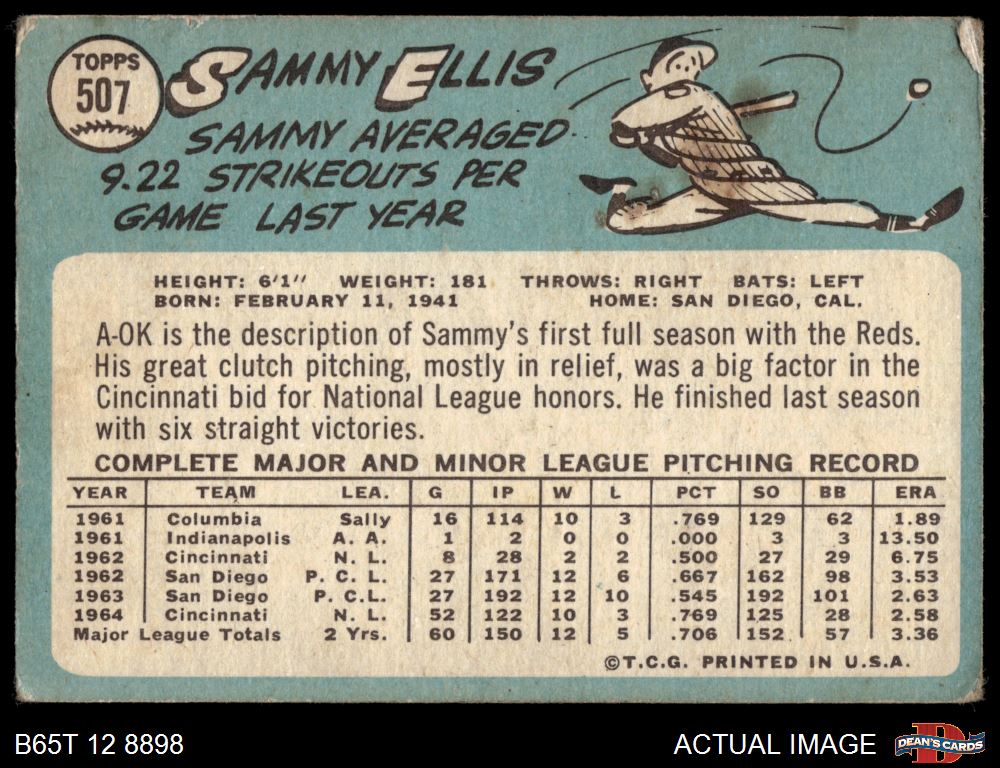 TOPPS
507
SAMMY ELLIS
SAMMY AVERAGED
9.22 STRIKEOUTS PER
GAME LAST YEAR
HEIGHT: 6'1" WEIGHT: 181 THROWS: RIGHT BATS: LEFT
BORN: FEBRUARY 11, 1941 HOME: SAN DIEGO, CAL.
A-OK is the description of Sammy's first full season with the Reds.
His great clutch pitching, mostly in relief, was a big factor in the
Cincinnati bid for National League honors. He finished last season
with six straight victories.
COMPLETE MAJOR AND MINOR LEAGUE PITCHING RECORD
YEAR TEAM LEA. G IP W L PCT SO BB ERA
1961 Columbia Sally 16 114 10 3 .769 129 62 1.89
1961 Indianapolis A. A. 1 2 0 0 .000 3 3 13.50
1962 Cincinnati N. L. 8 28 2 2 .500 27 29 6.75
1962 San Diego P. C. L. 27 171 12 6 .667 162 98 3.53
1963 San Diego P. C.L. 27 192 12 10 .545 192 101 2.63
1964 Cincinnati N. L. 52 122 10 3 .769 125 28 2.58
Major League Totals 2 Yrs. 60 150 12 5 .706 152 57 3.36
©T.C.G. PRINTED IN U.S.A.
B65T 12 8898 ACTUAL IMAGE
D
DEAN'S CARDS